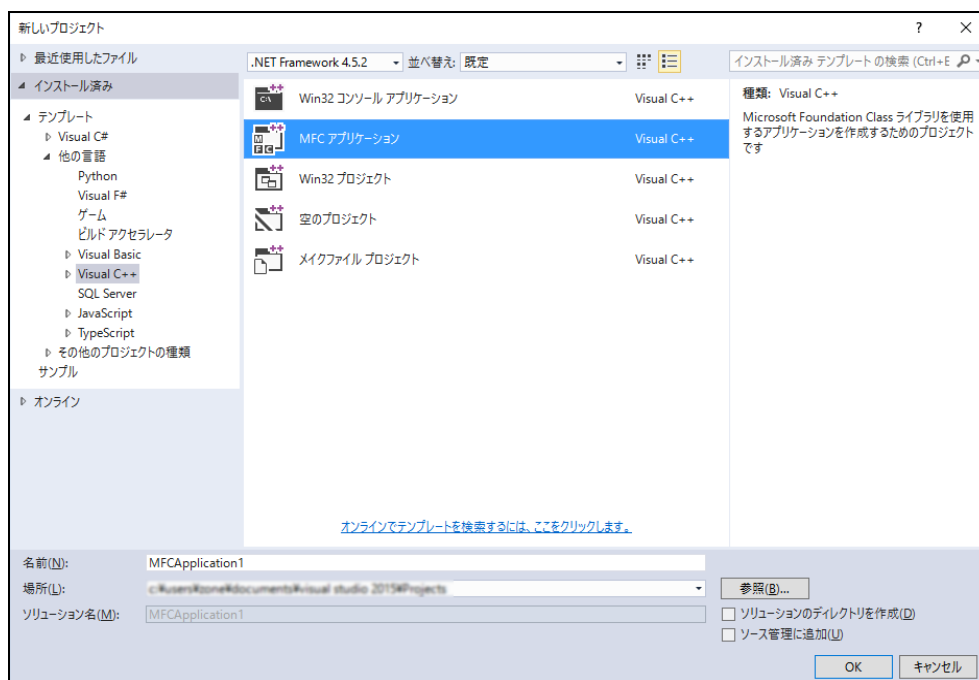 新しいプロジェクト
? ×
最近使用したファイル
インストール済み
テンプレート
Visual C#
他の言語
Python
Visual F#
ゲーム
ビルド アクセラレータ
Visual Basic
Visual C++
SQL Server
JavaScript
TypeScript
その他のプロジェクトの種類
サンプル
オンライン
.NET Framework 4.5.2 並べ替え: 既定
Win32 コンソール アプリケーション Visual C++
MFC アプリケーション Visual C++
Win32 プロジェクト Visual C++
空のプロジェクト Visual C++
メイクファイル プロジェクト Visual C++
オンラインでテンプレートを検索するには、ここをクリックします。
インストール済み テンプレート の検索 (Ctrl+E
種類: Visual C++
Microsoft Foundation Class ライブラリを使用
するアプリケーションを作成するためのプロジェクト
です
名前(N): MFCApplication1
場所(L): c:¥users¥zone¥documents¥visual studio 2015¥Projects
参照(B)...
ソリューション名(M): MFCApplication1
ソリューションのディレクトリを作成(D)
ソース管理に追加(U)
OK キャンセル